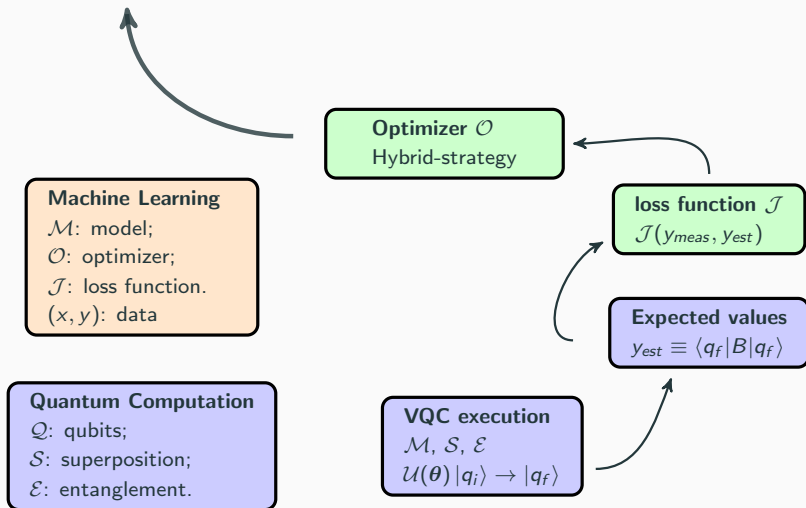 Optimizer 𝒪
Hybrid-strategy
Machine Learning
ℳ: model;
𝒪: optimizer;
𝒥: loss function.
(x, y): data
loss function 𝒥
𝒥(y_meas, y_est)
Expected values
y_est ≡ ⟨q_f|B|q_f⟩
Quantum Computation
𝒬: qubits;
𝒮: superposition;
ℰ: entanglement.
VQC execution
ℳ, 𝒮, ℰ
𝒰(𝜽) |q_i⟩ → |q_f⟩